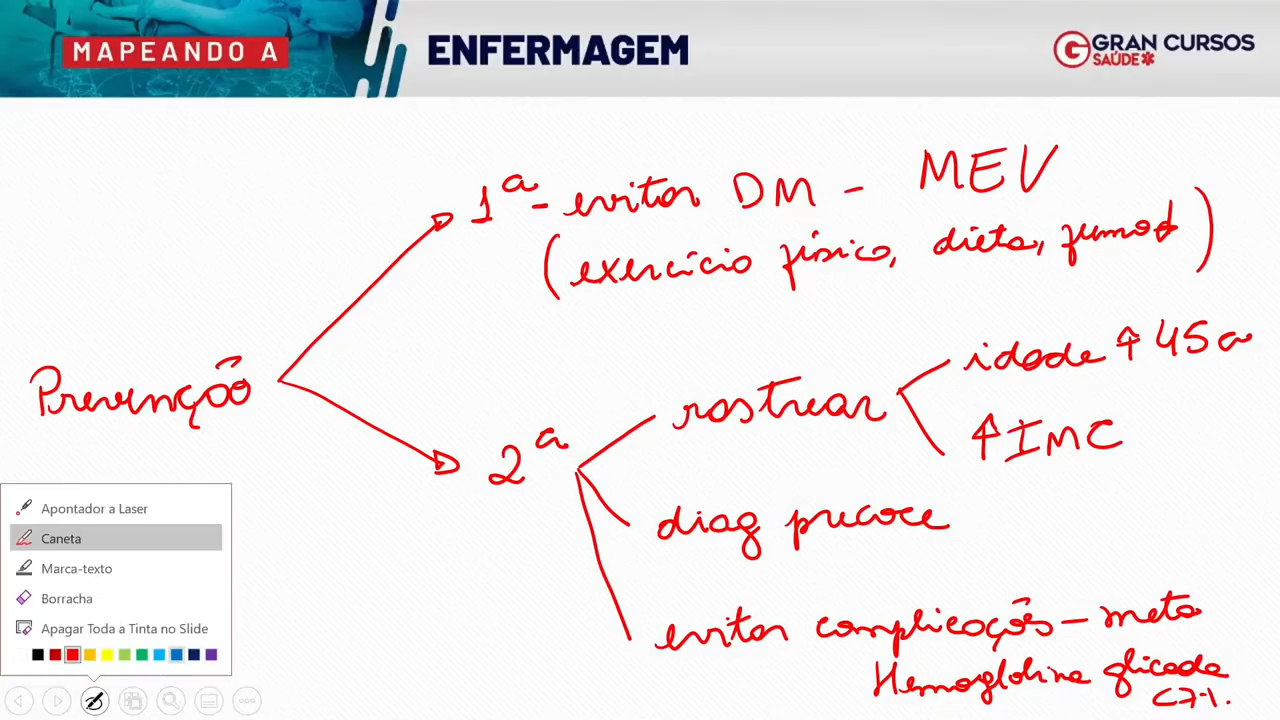 MAPEANDO A
ENFERMAGEM
GRAN CURSOS
SAÚDE
1ª - evitar DM - MEV
(exercício físico, dieta, fumo↓)
Prevenção
2ª
rastrear
idade ↑ 45 a
↑ IMC
diag precoce
evitar complicações - meta
Hemoglobina glicada
<7%.
Apontador a Laser
Caneta
Marca-texto
Borracha
Apagar Toda a Tinta no Slide